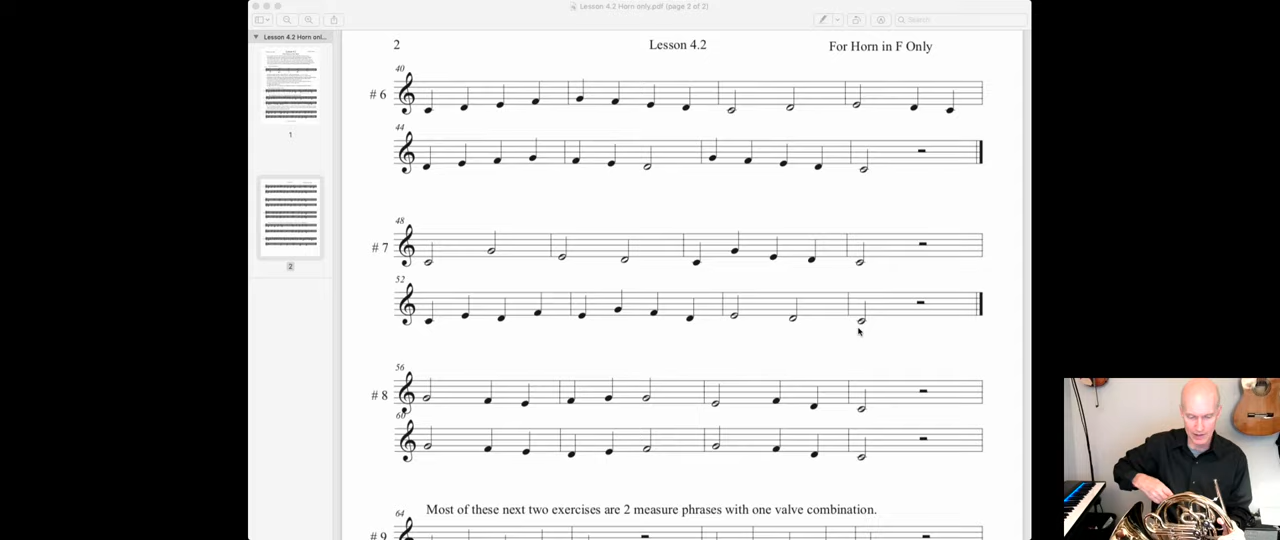 Lesson 4.2 Horn only.pdf (page 2 of 2)
Search
Lesson 4.2 Horn onl...
1
2
2 Lesson 4.2 For Horn in F Only
40
# 6
44
48
# 7
52
56
# 8
60
Most of these next two exercises are 2 measure phrases with one valve combination.
64
# 9